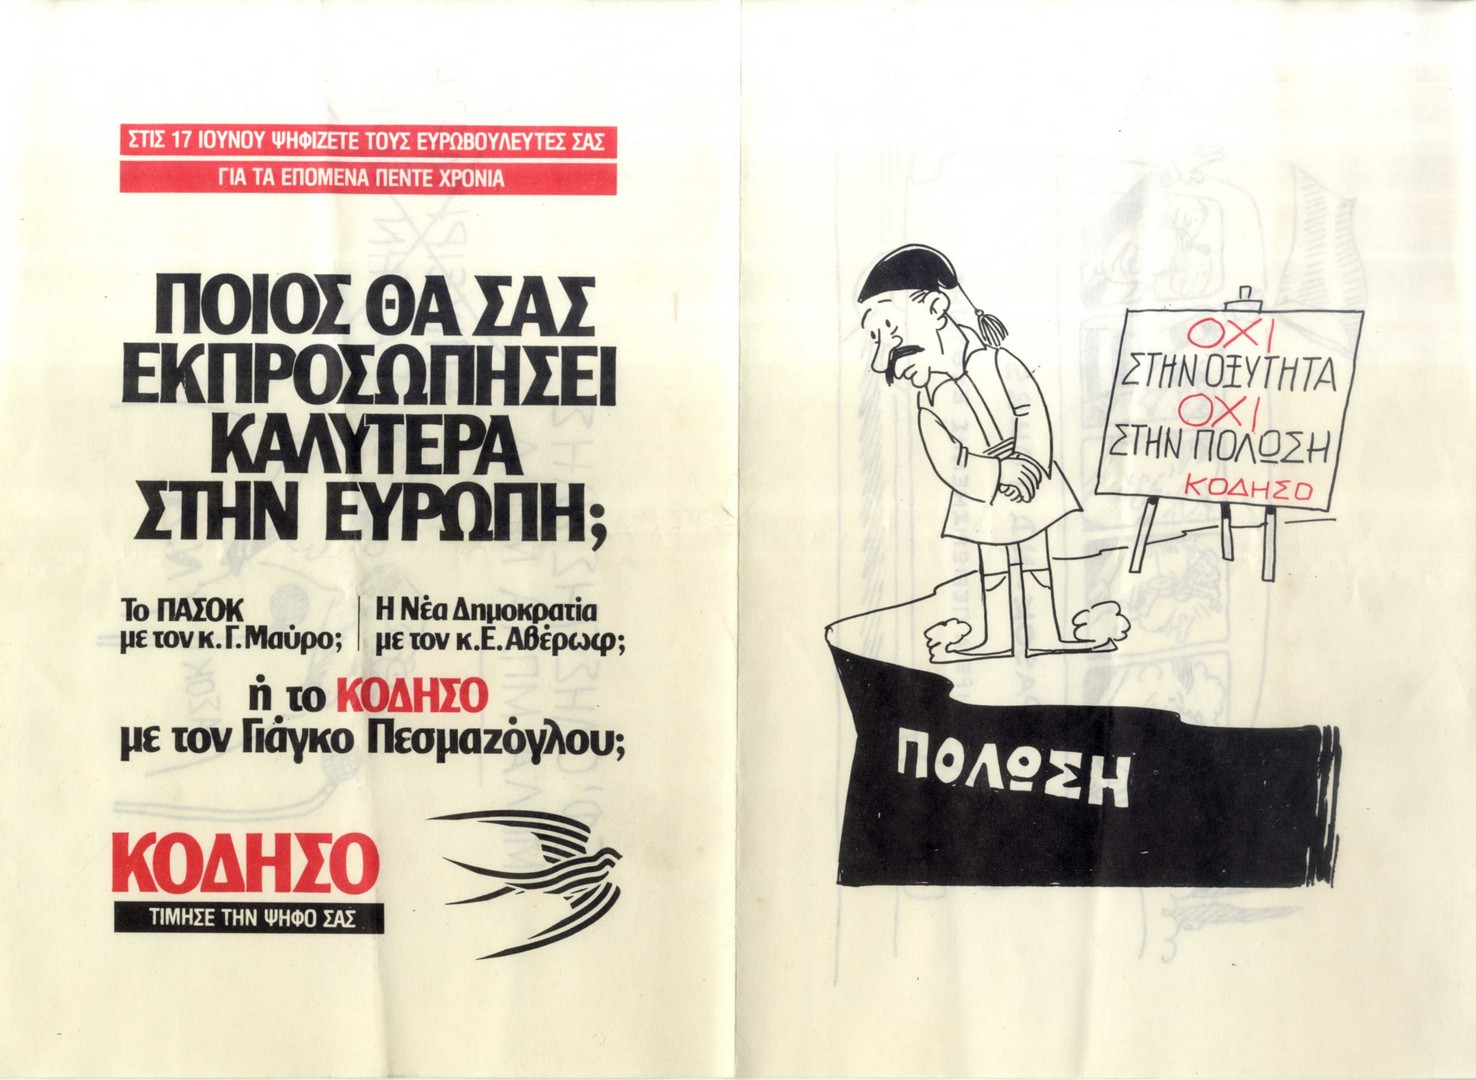 ΣΤΙΣ 17 ΙΟΥΝΟΥ ΨΗΦΙΖΕΤΕ ΤΟΥΣ ΕΥΡΩΒΟΥΛΕΥΤΕΣ ΣΑΣ
ΓΙΑ ΤΑ ΕΠΟΜΕΝΑ ΠΕΝΤΕ ΧΡΟΝΙΑ
ΠΟΙΟΣ ΘΑ ΣΑΣ
ΕΚΠΡΟΣΩΠΗΣΕΙ
ΚΑΛΥΤΕΡΑ
ΣΤΗΝ ΕΥΡΩΠΗ;
Το ΠΑΣΟΚ
με τον κ. Γ. Μαύρο;
Η Νέα Δημοκρατία
με τον κ. Ε. Αβέρωφ;
ή το ΚΟΔΗΣΟ
με τον Γιάγκο Πεσμαζόγλου;
ΚΟΔΗΣΟ
ΤΙΜΗΣΕ ΤΗΝ ΨΗΦΟ ΣΑΣ
ΟΧΙ
ΣΤΗΝ ΟΞΥΤΗΤΑ
ΟΧΙ
ΣΤΗΝ ΠΟΛΩΣΗ
ΚΟΔΗΣΟ
ΠΟΛΩΣΗ